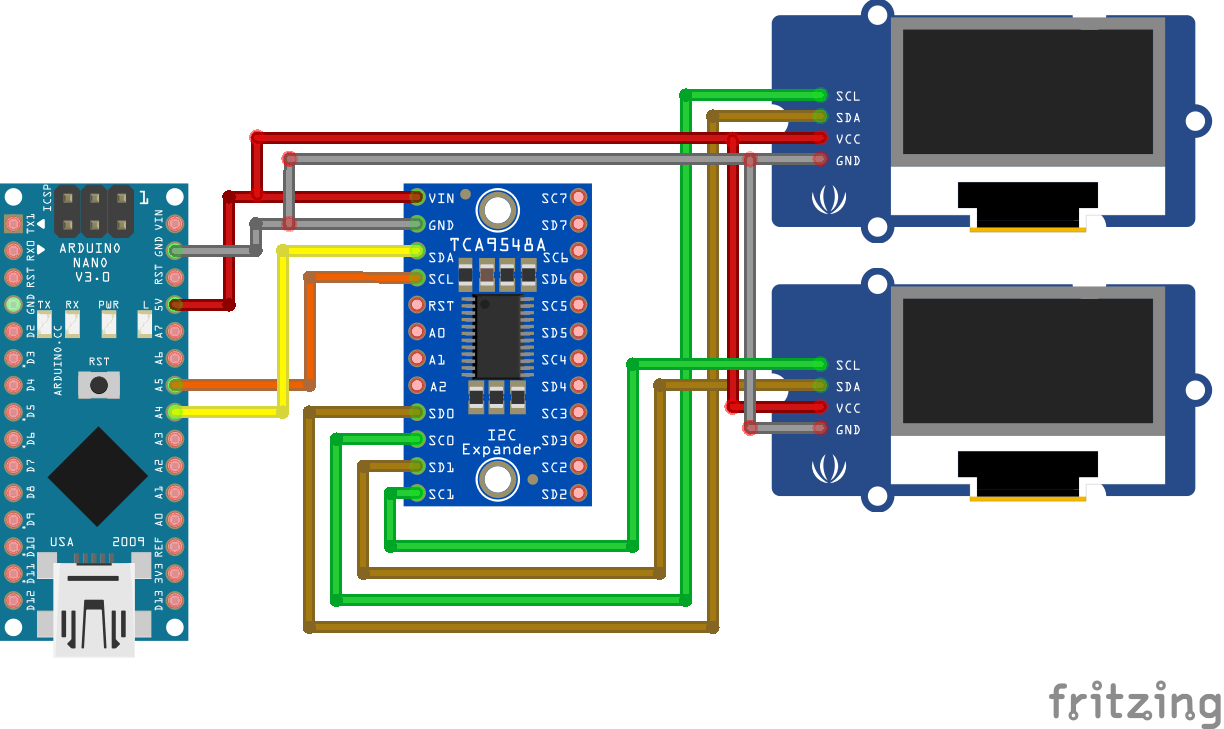 ICSP
1
TX1
RX0
RST
GND
D2
D3
D4
D5
D6
D7
D8
D9
D10
D11
D12
ARDUINO
NANO
V3.0
TX
RX
PWR
L
ARDUINO.CC
RST
USA
2009
VIN
GND
RST
5V
A7
A6
A5
A4
A3
A2
A1
A0
REF
3V3
D13
VIN
GND
SDA
SCL
RST
A0
A1
A2
SD0
SC0
SD1
SC1
TCA9548A
I2C
Expander
SC7
SD7
SC6
SD6
SC5
SD5
SC4
SD4
SC3
SD3
SC2
SD2
SCL
SDA
VCC
GND
SCL
SDA
VCC
GND
fritzing